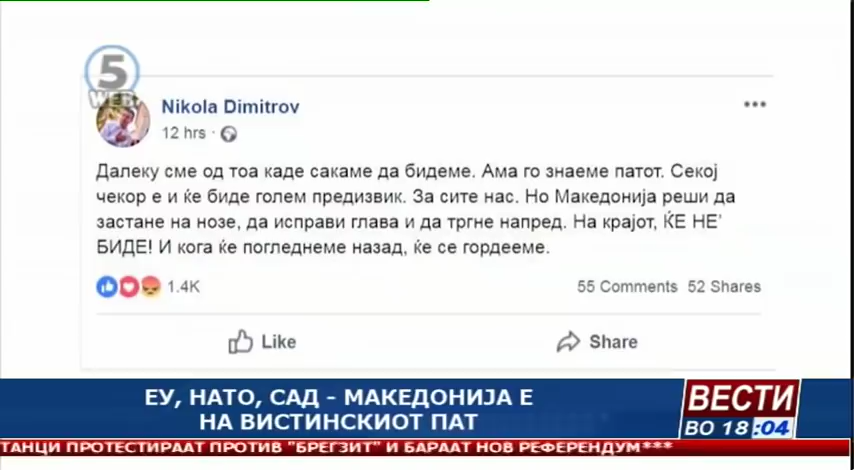 5
WEB
Nikola Dimitrov
12 hrs ·
Далеку сме од тоа каде сакаме да бидеме. Ама го знаеме патот. Секој
чекор е и ќе биде голем предизвик. За сите нас. Но Македонија реши да
застане на нозе, да исправи глава и да тргне напред. На крајот, ЌЕ НЕ’
БИДЕ! И кога ќе погледнеме назад, ќе се гордееме.
1.4K 55 Comments 52 Shares
Like Share
ЕУ, НАТО, САД - МАКЕДОНИЈА Е
НА ВИСТИНСКИОТ ПАТ
ВЕСТИ
ВО 18:04
ТАНЦИ ПРОТЕСТИРААТ ПРОТИВ "БРЕГЗИТ" И БАРААТ НОВ РЕФЕРЕНДУМ***